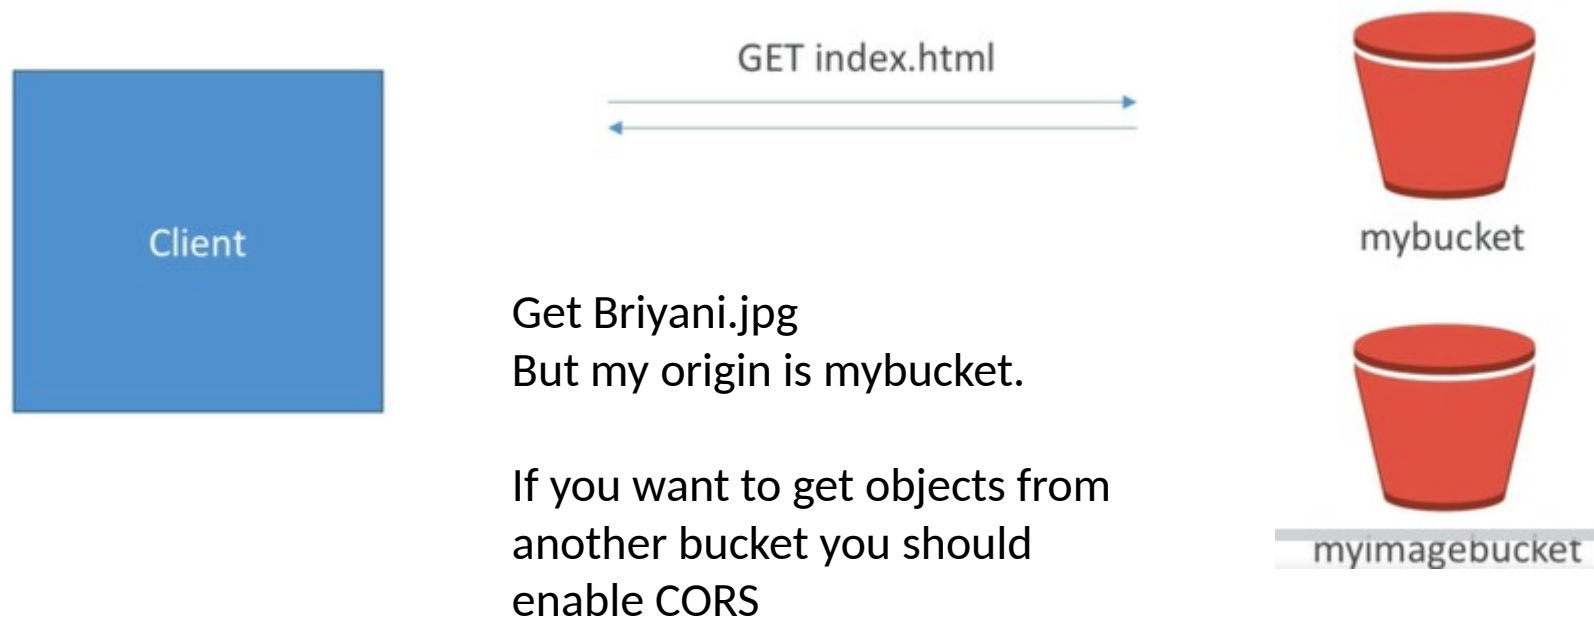 GET index.html
Client
mybucket
Get Briyani.jpg
But my origin is mybucket.
If you want to get objects from
another bucket you should
enable CORS
myimagebucket